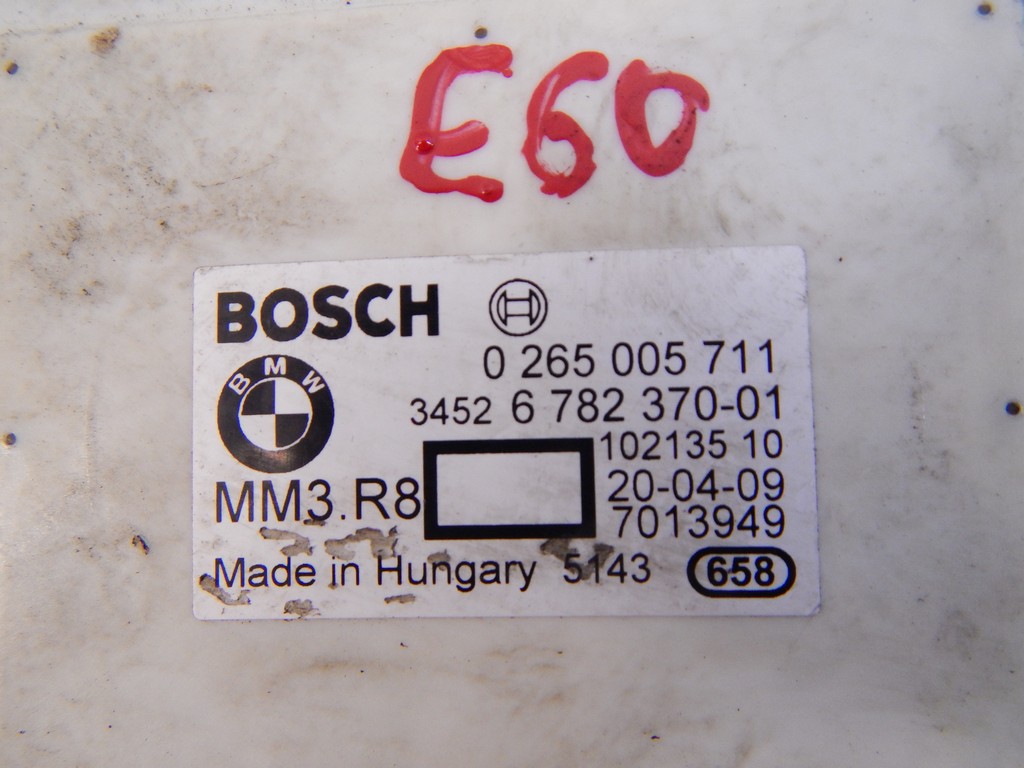 E60
BOSCH
0 265 005 711
BMW
3452 6 782 370-01
102135 10
20-04-09
MM3.R8
7013949
Made in Hungary 5143 658